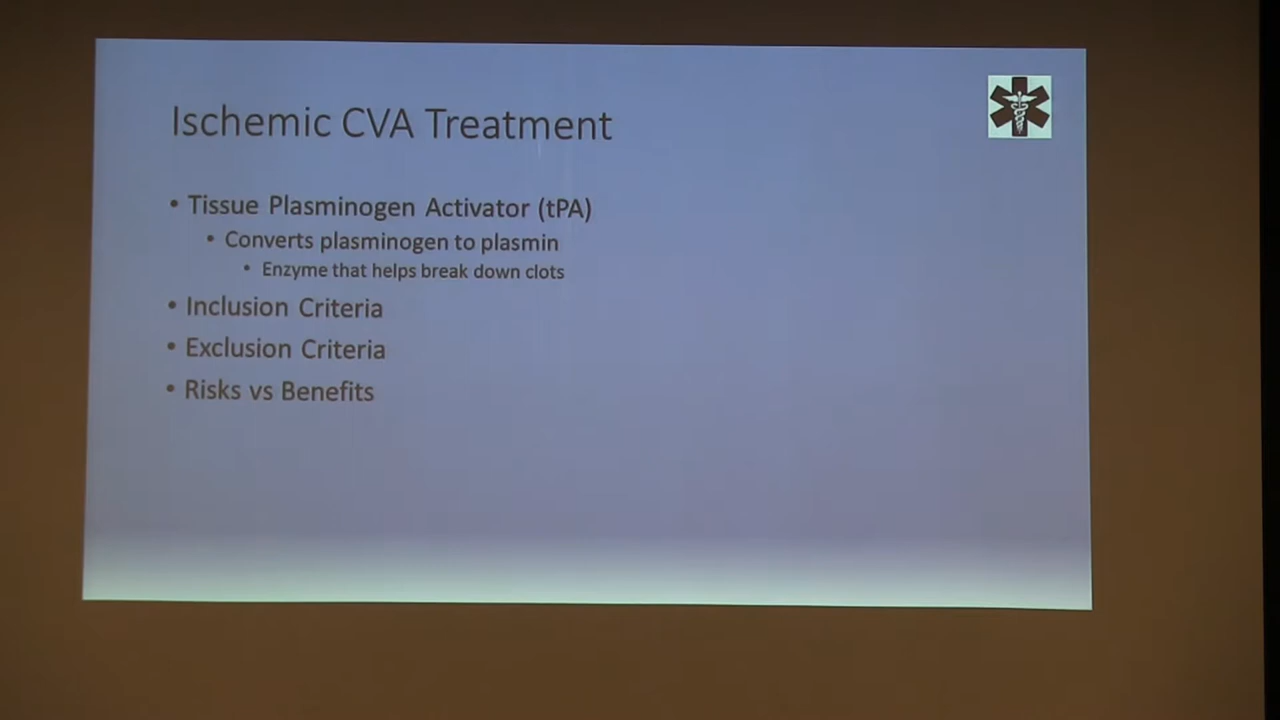 Ischemic CVA Treatment
• Tissue Plasminogen Activator (tPA)
• Converts plasminogen to plasmin
• Enzyme that helps break down clots
• Inclusion Criteria
• Exclusion Criteria
• Risks vs Benefits